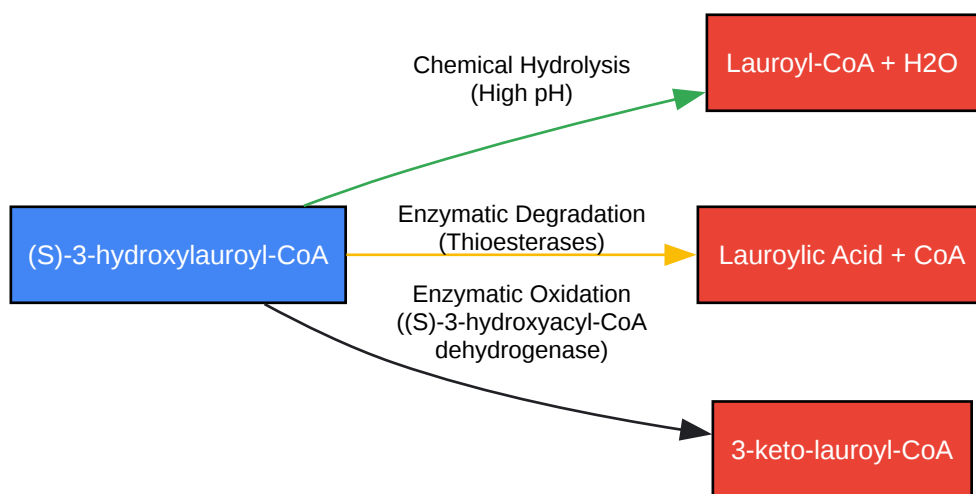 Lauroyl-CoA + H2O
Chemical Hydrolysis
(High pH)
(S)-3-hydroxylauroyl-CoA
Enzymatic Degradation
(Thioesterases)
Lauroylic Acid + CoA
Enzymatic Oxidation
((S)-3-hydroxyacyl-CoA
dehydrogenase)
3-keto-lauroyl-CoA